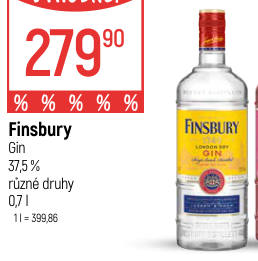 279⁹⁰
% % % % %
Finsbury
Gin
37,5 %
různé druhy
0,7 l
1 l = 399,86
FINSBURY
LONDON DRY
GIN